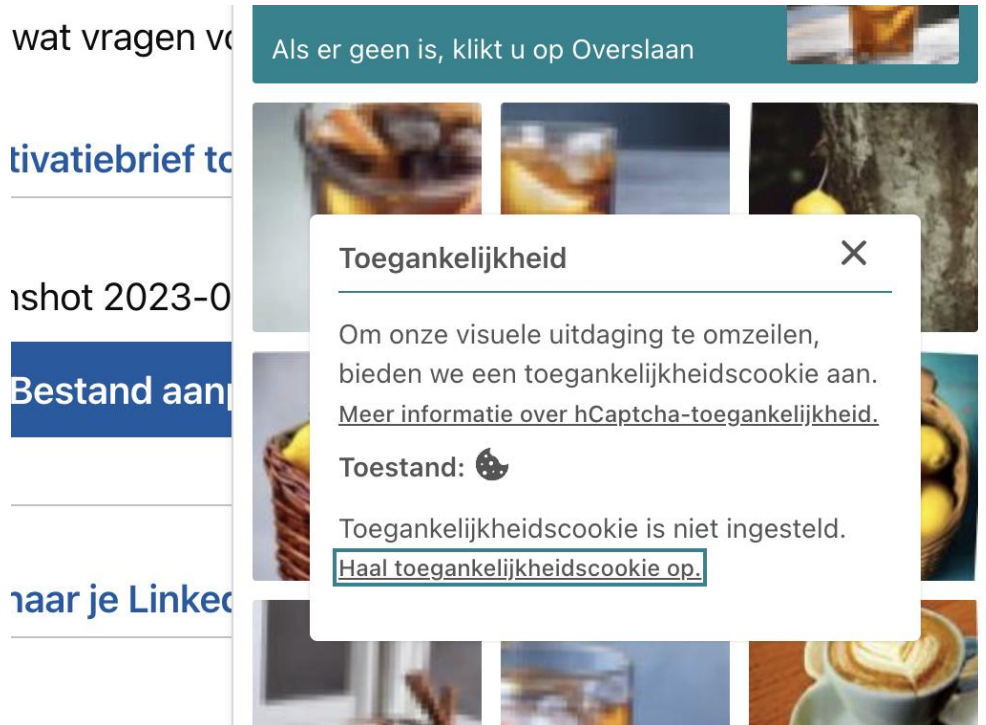 wat vragen vo
tivatiebrief to
nshot 2023-0
Bestand aanp
naar je Linked
Als er geen is, klikt u op Overslaan
Toegankelijkheid
Om onze visuele uitdaging te omzeilen,
bieden we een toegankelijkheidscookie aan.
Meer informatie over hCaptcha-toegankelijkheid.
Toestand:
Toegankelijkheidscookie is niet ingesteld.
Haal toegankelijkheidscookie op.